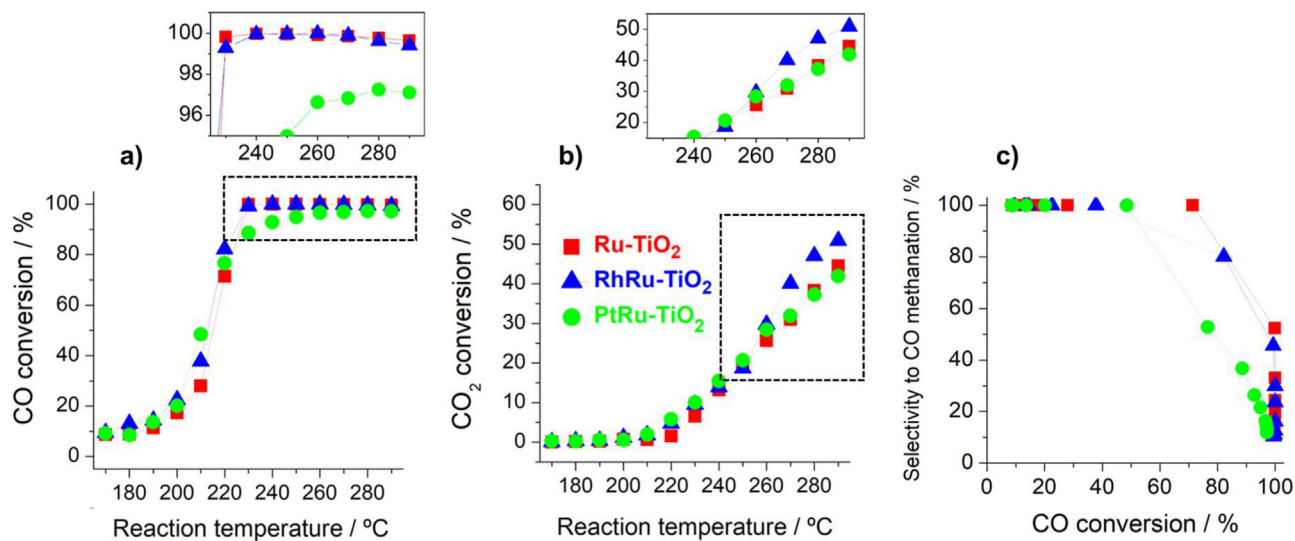 100
98
96
240 260 280
50
40
30
20
240 260 280
a)
b)
c)
CO conversion / %
100
80
60
40
20
0
180 200 220 240 260 280
Reaction temperature / ºC
CO2 conversion / %
60
50
40
30
20
10
0
Ru-TiO2
RhRu-TiO2
PtRu-TiO2
180 200 220 240 260 280
Reaction temperature / ºC
Selectivity to CO methanation / %
100
80
60
40
20
0
0 20 40 60 80 100
CO conversion / %